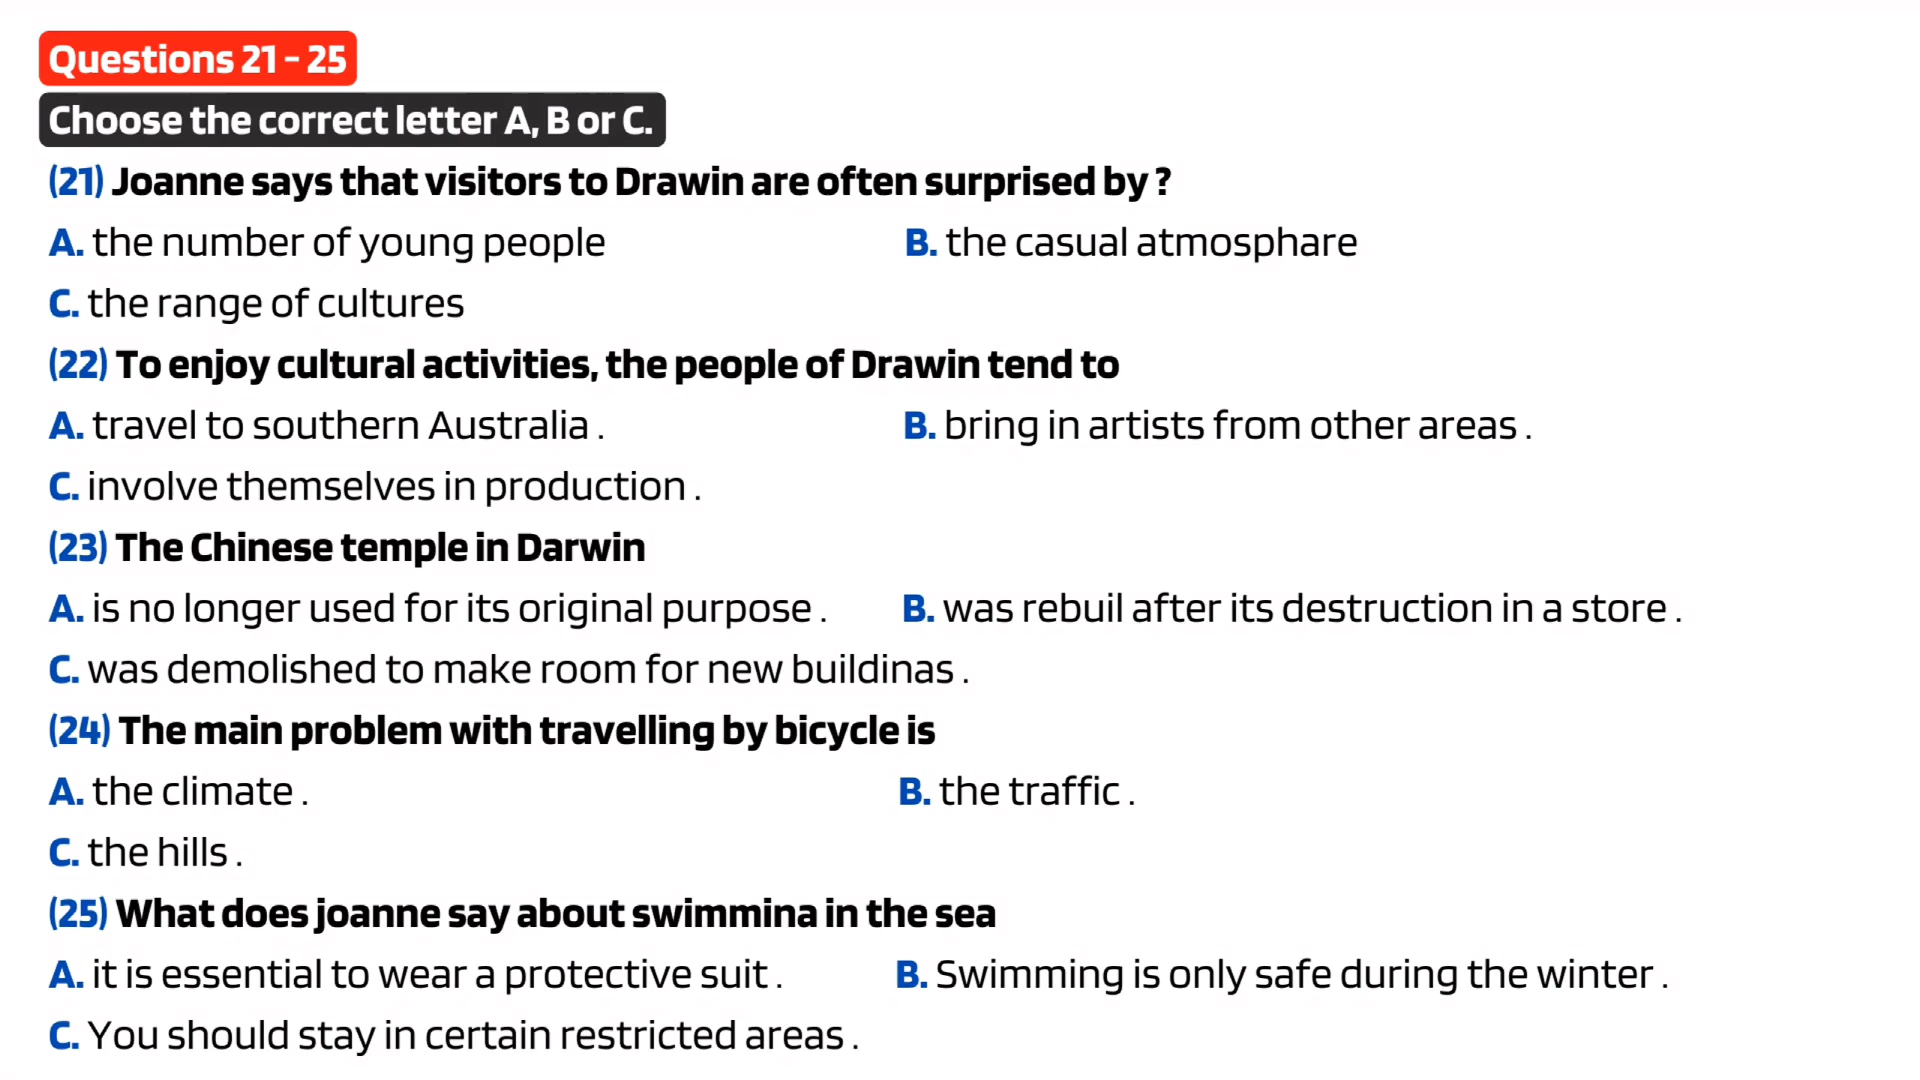 Questions 21 - 25
Choose the correct letter A, B or C.
(21) Joanne says that visitors to Drawin are often surprised by ?
A. the number of young people B. the casual atmosphare
C. the range of cultures
(22) To enjoy cultural activities, the people of Drawin tend to
A. travel to southern Australia . B. bring in artists from other areas .
C. involve themselves in production .
(23) The Chinese temple in Darwin
A. is no longer used for its original purpose . B. was rebuil after its destruction in a store .
C. was demolished to make room for new buildinas .
(24) The main problem with travelling by bicycle is
A. the climate . B. the traffic .
C. the hills .
(25) What does joanne say about swimmina in the sea
A. it is essential to wear a protective suit . B. Swimming is only safe during the winter .
C. You should stay in certain restricted areas .